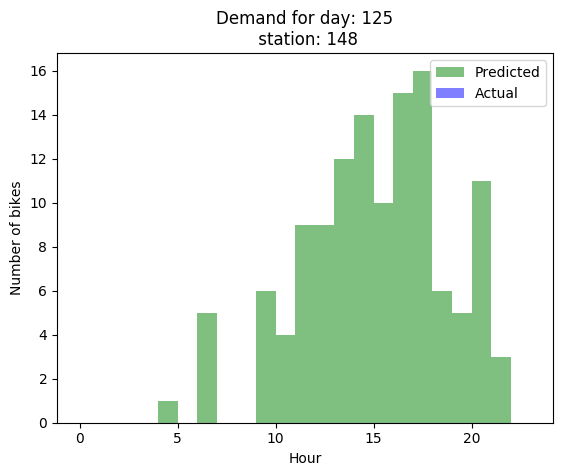 Demand for day: 125
station: 148
Predicted
Actual
Number of bikes
16
14
12
10
8
6
4
2
0
0
5
10
15
20
Hour